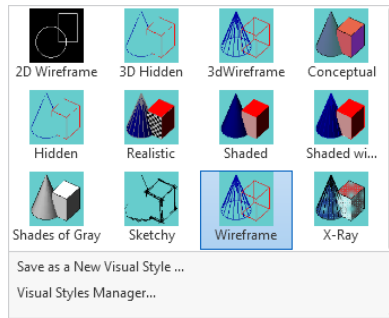 2D Wireframe 3D Hidden 3dWireframe Conceptual
Hidden Realistic Shaded Shaded wi...
Shades of Gray Sketchy Wireframe X-Ray
Save as a New Visual Style ...
Visual Styles Manager...